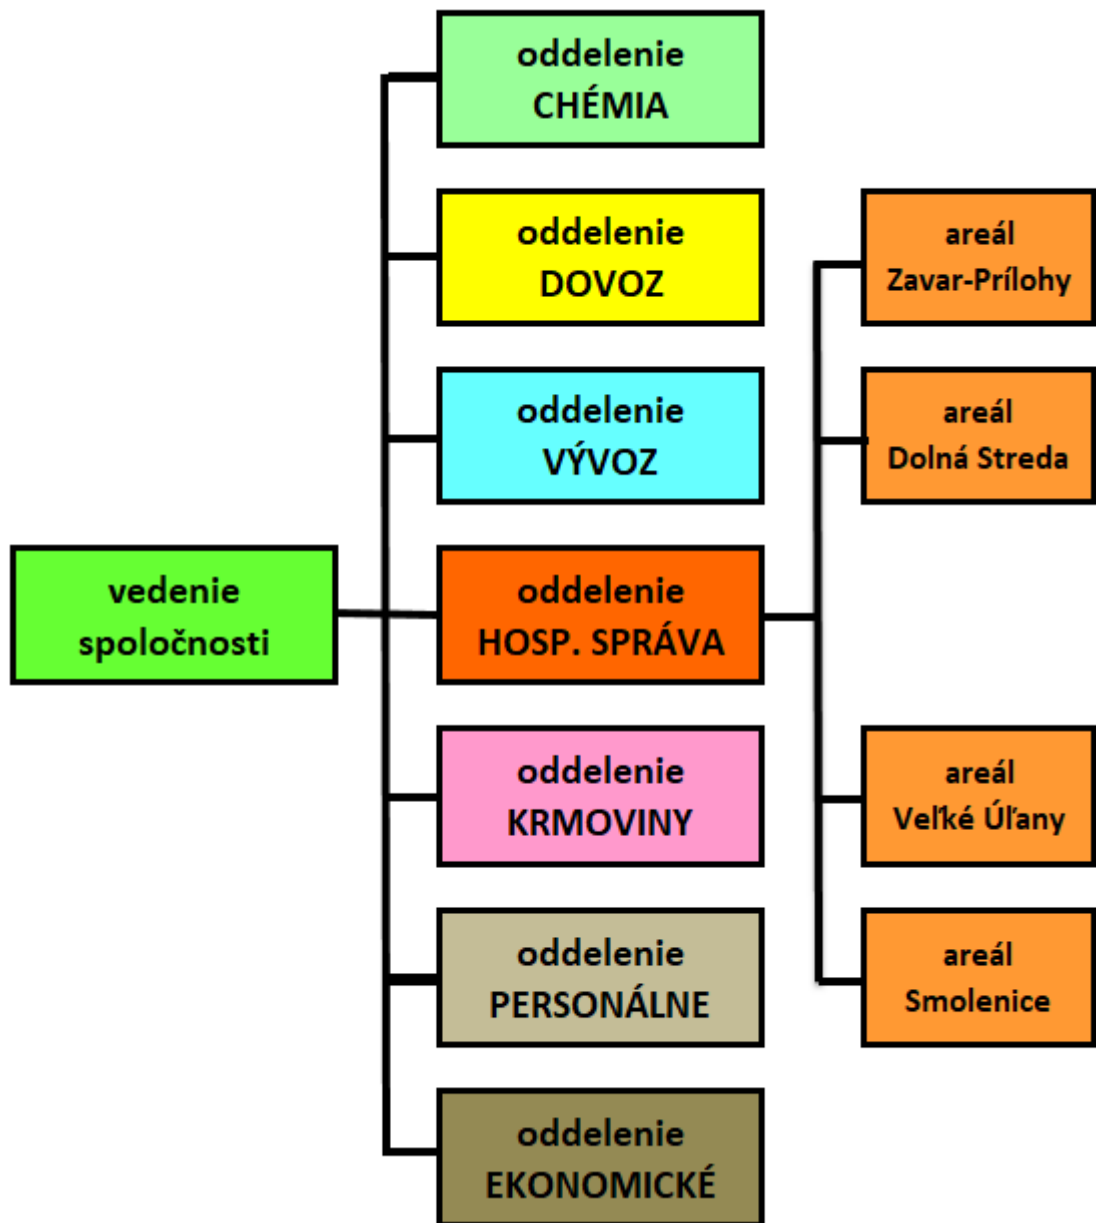 oddelenie
CHÉMIA
oddelenie
DOVOZ
areál
Zavar-Prílohy
oddelenie
VÝVOZ
areál
Dolná Streda
vedenie
spoločnosti
oddelenie
HOSP. SPRÁVA
oddelenie
KRMOVINY
areál
Veľké Úľany
oddelenie
PERSONÁLNE
areál
Smolenice
oddelenie
EKONOMICKÉ